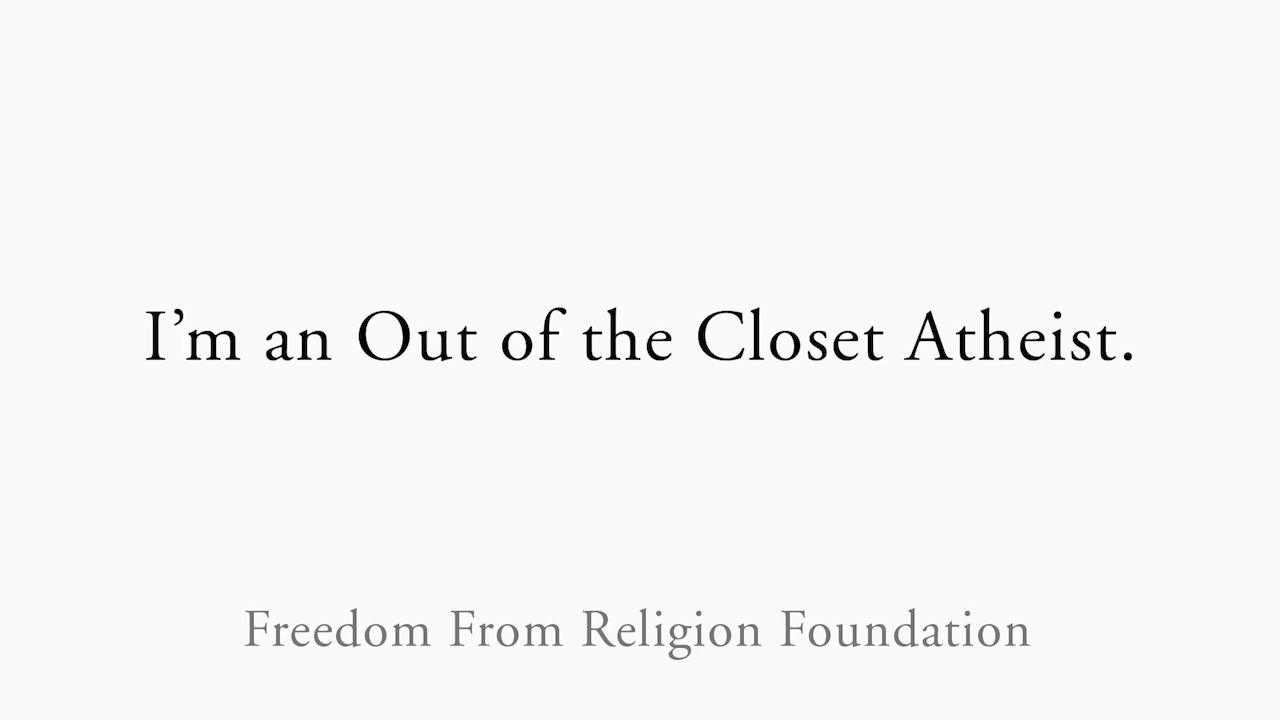 I’m an Out of the Closet Atheist.
Freedom From Religion Foundation